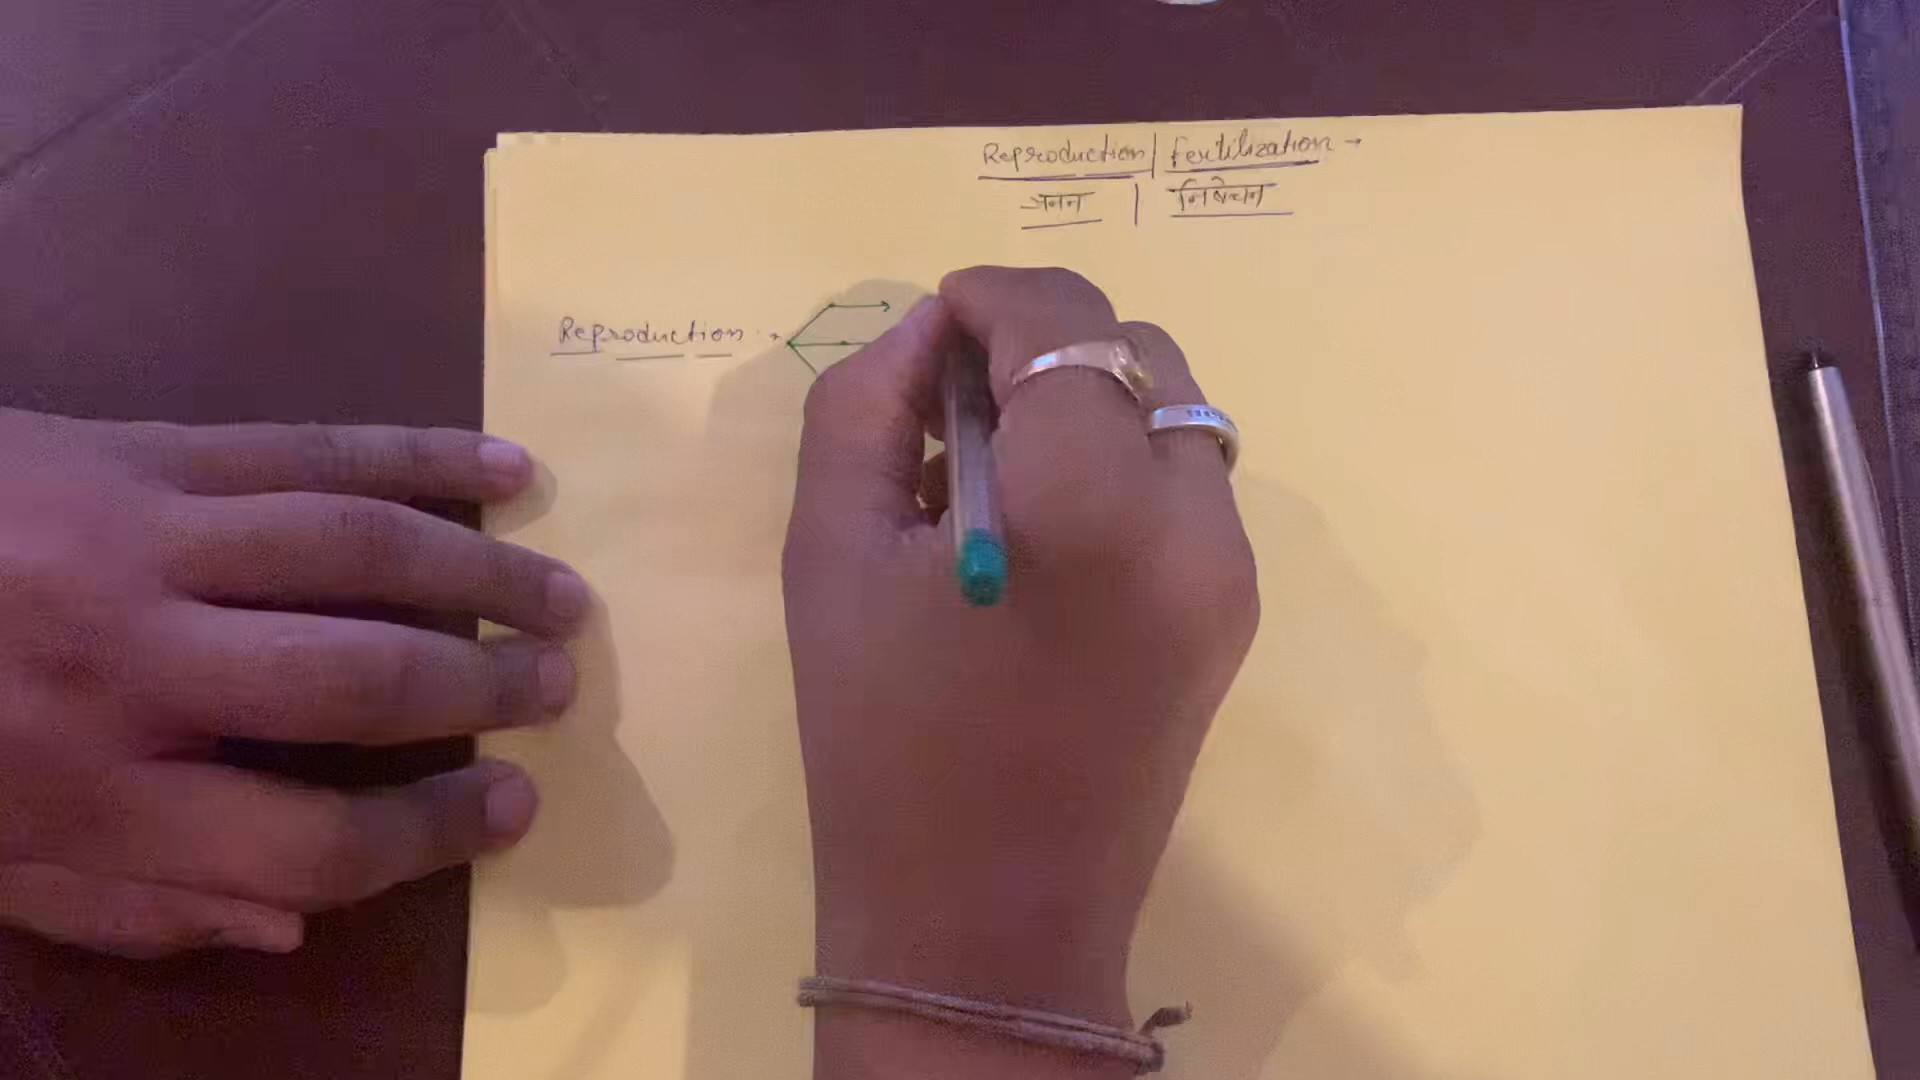 Reproduction | fertilization →
जनन | निषेचन
Reproduction →